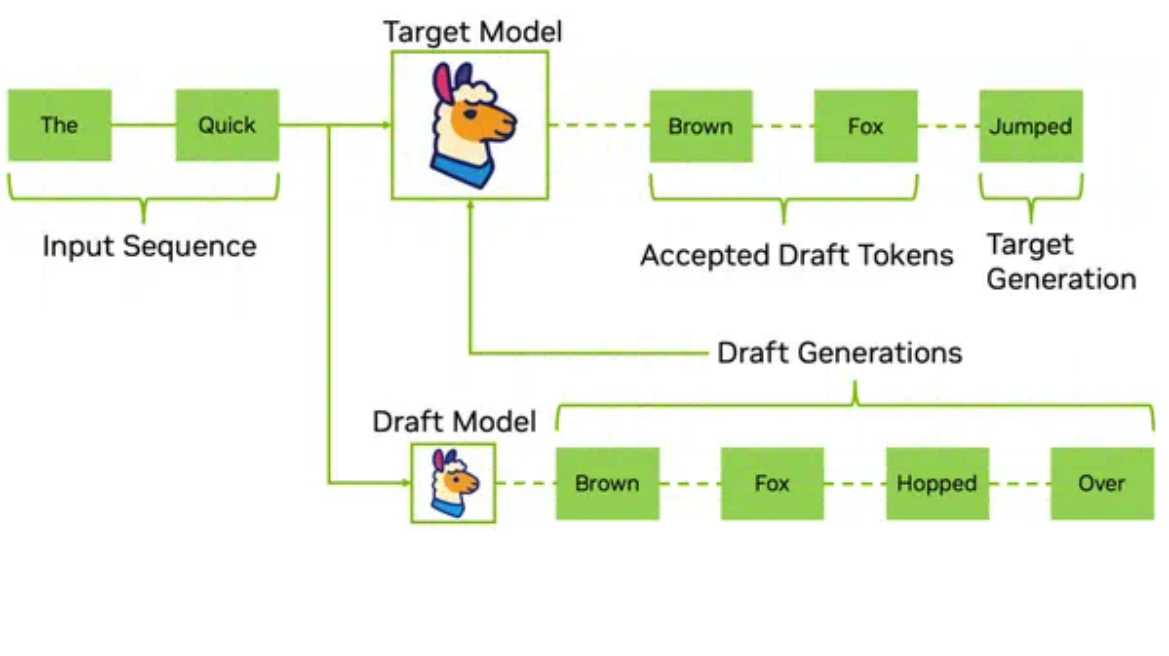 Target Model
The
Quick
Brown
Fox
Jumped
Input Sequence
Accepted Draft Tokens
Target
Generation
Draft Generations
Draft Model
Brown
Fox
Hopped
Over